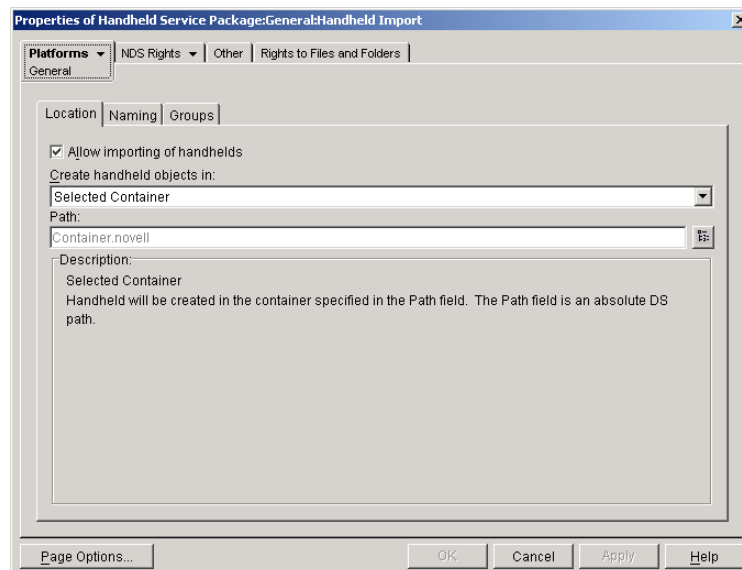 Properties of Handheld Service Package:General:Handheld Import
Platforms NDS Rights Other Rights to Files and Folders
General
Location Naming Groups
Allow importing of handhelds
Create handheld objects in:
Selected Container
Path:
Container.novell
Description:
Selected Container
Handheld will be created in the container specified in the Path field. The Path field is an absolute DS
path.
Page Options... OK Cancel Apply Help